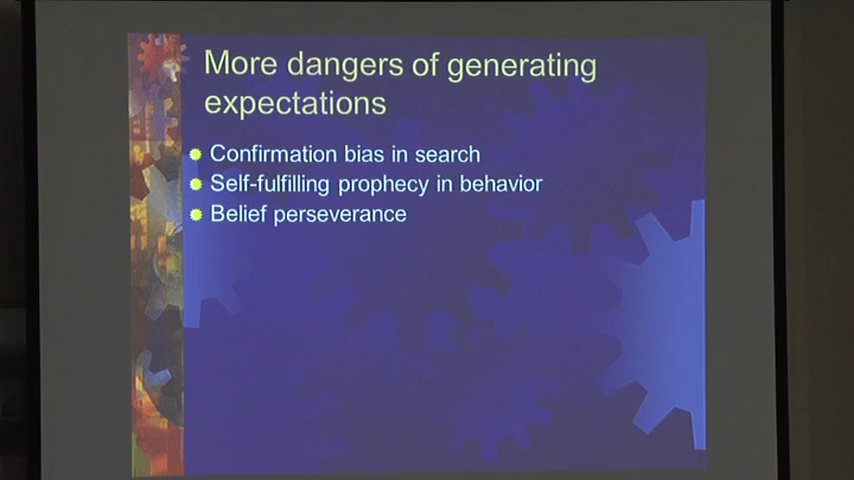 More dangers of generating
expectations
Confirmation bias in search
Self-fulfilling prophecy in behavior
Belief perseverance